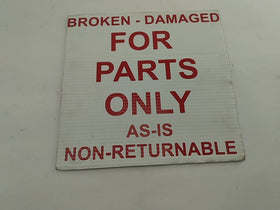 BROKEN - DAMAGED
FOR
PARTS
ONLY
AS-IS
NON-RETURNABLE